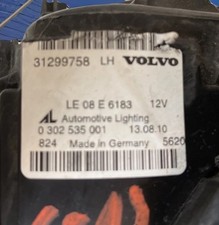 31299758 LH VOLVO
LE 08 E 6183 12V
AL Automotive Lighting
0 302 535 001 13.08.10
824 Made in Germany 5620